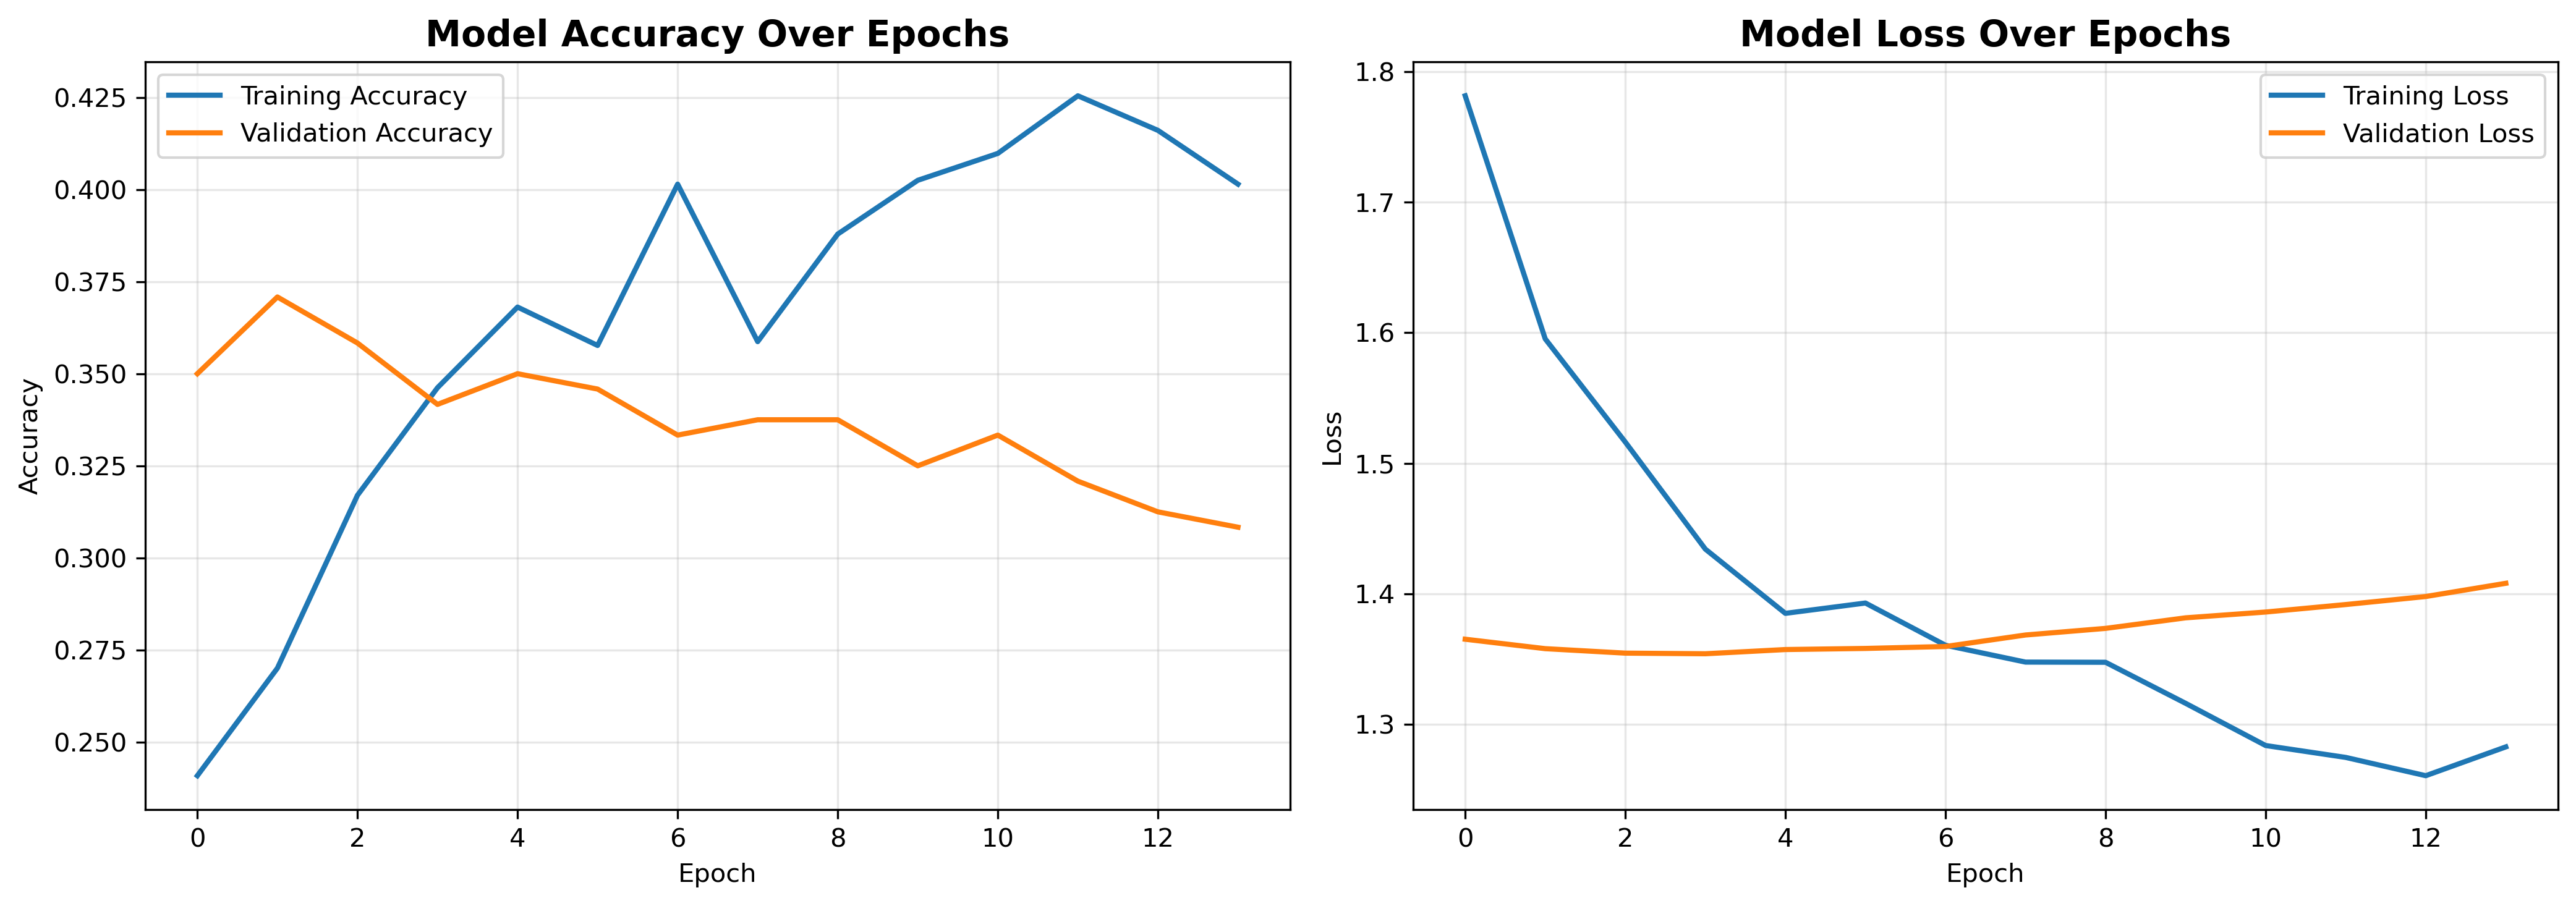 Model Accuracy Over Epochs
Training Accuracy
Validation Accuracy
0.425
0.400
0.375
0.350
0.325
0.300
0.275
0.250
Accuracy
0 2 4 6 8 10 12
Epoch
Model Loss Over Epochs
Training Loss
Validation Loss
1.8
1.7
1.6
1.5
1.4
1.3
Loss
0 2 4 6 8 10 12
Epoch